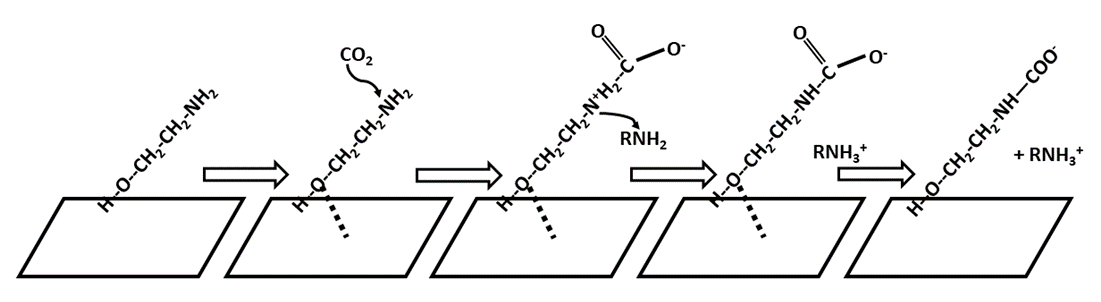 H--O--CH₂-CH₂-NH₂
CO₂
H--O--CH₂-CH₂-NH₂
O
C
O⁻
H--O--CH₂-CH₂-N⁺H₂
RNH₂
O
C
O⁻
H--O--CH₂-CH₂-NH
RNH₃⁺
H--O--CH₂-CH₂-NH—COO⁻
+ RNH₃⁺